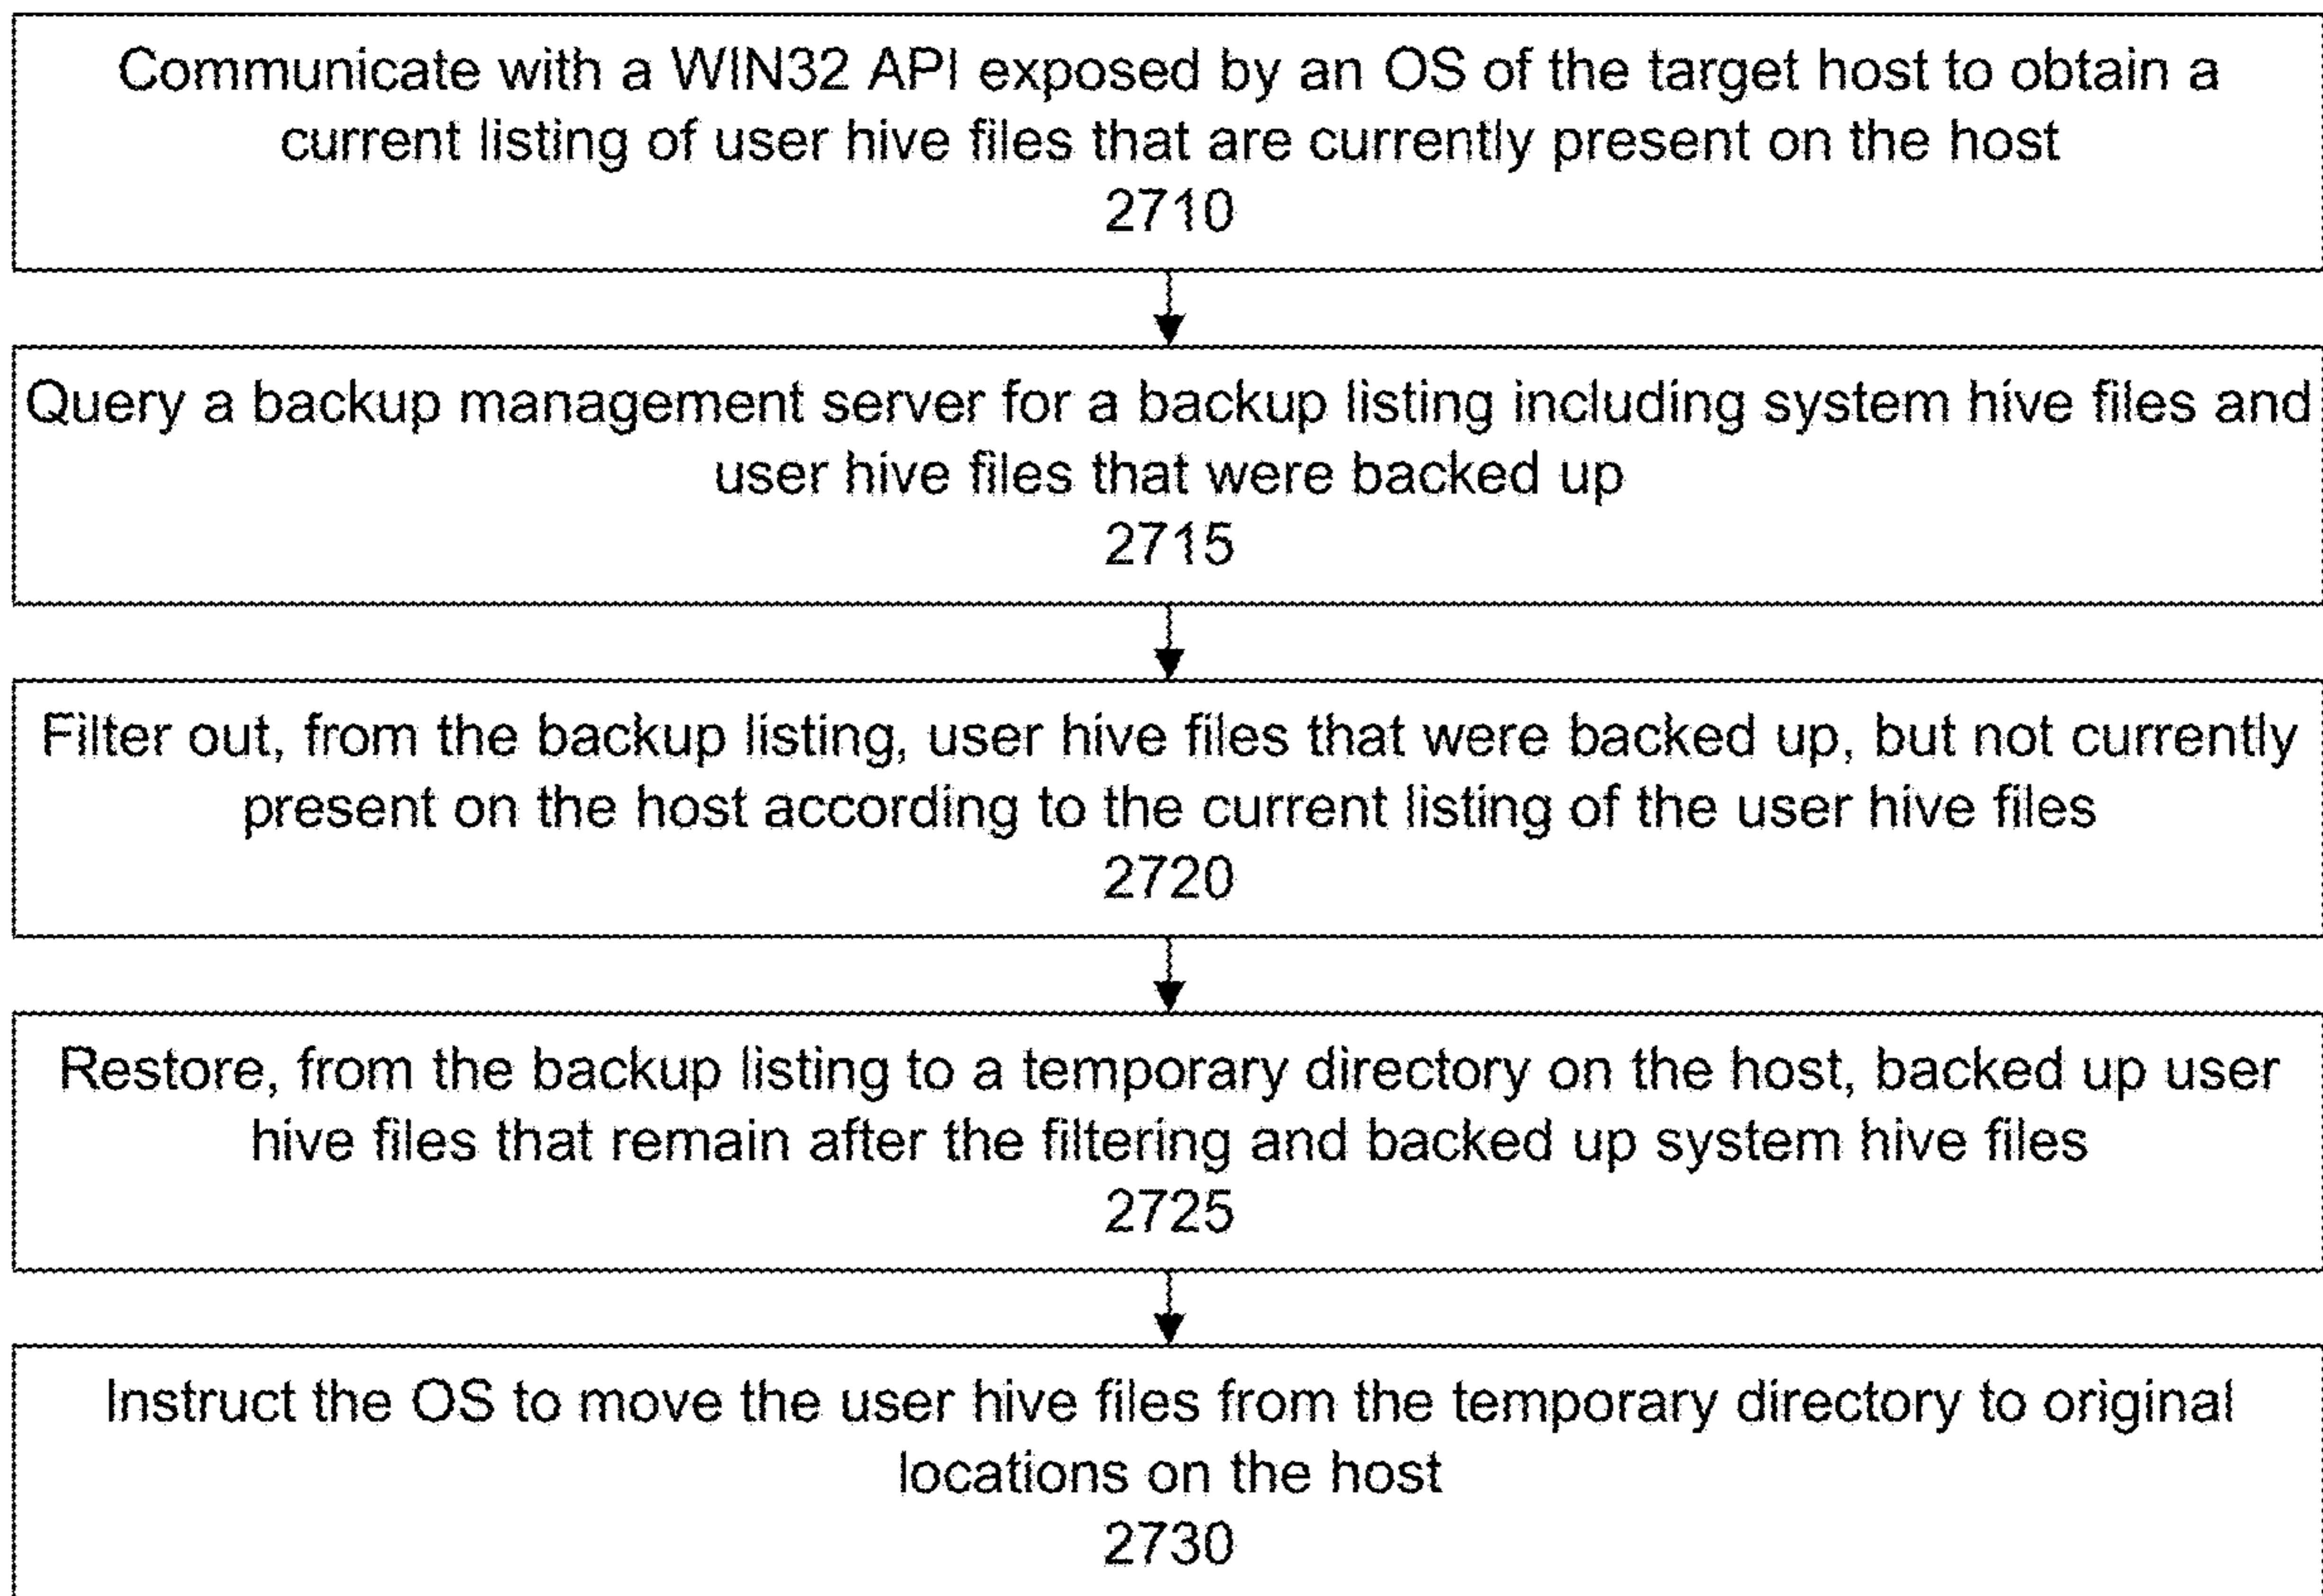 Communicate with a WIN32 API exposed by an OS of the target host to obtain a
current listing of user hive files that are currently present on the host
2710
Query a backup management server for a backup listing including system hive files and
user hive files that were backed up
2715
Filter out, from the backup listing, user hive files that were backed up, but not currently
present on the host according to the current listing of the user hive files
2720
Restore, from the backup listing to a temporary directory on the host, backed up user
hive files that remain after the filtering and backed up system hive files
2725
Instruct the OS to move the user hive files from the temporary directory to original
locations on the host
2730